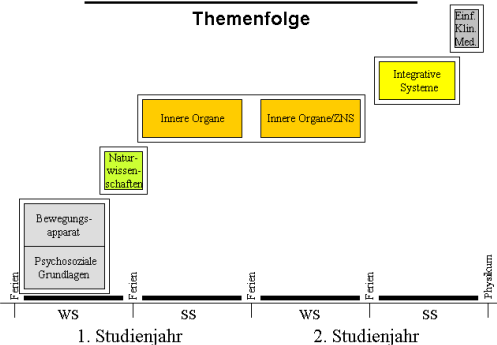 Themenfolge
Einf.
Klin.
Med.
Integrative
Systeme
Innere Organe
Innere Organe/ZNS
Natur-
wissen-
schaften
Bewegungs-
apparat
Psychosoziale
Grundlagen
Ferien
Ferien
Ferien
Ferien
Physikum
WS
SS
WS
SS
1. Studienjahr
2. Studienjahr